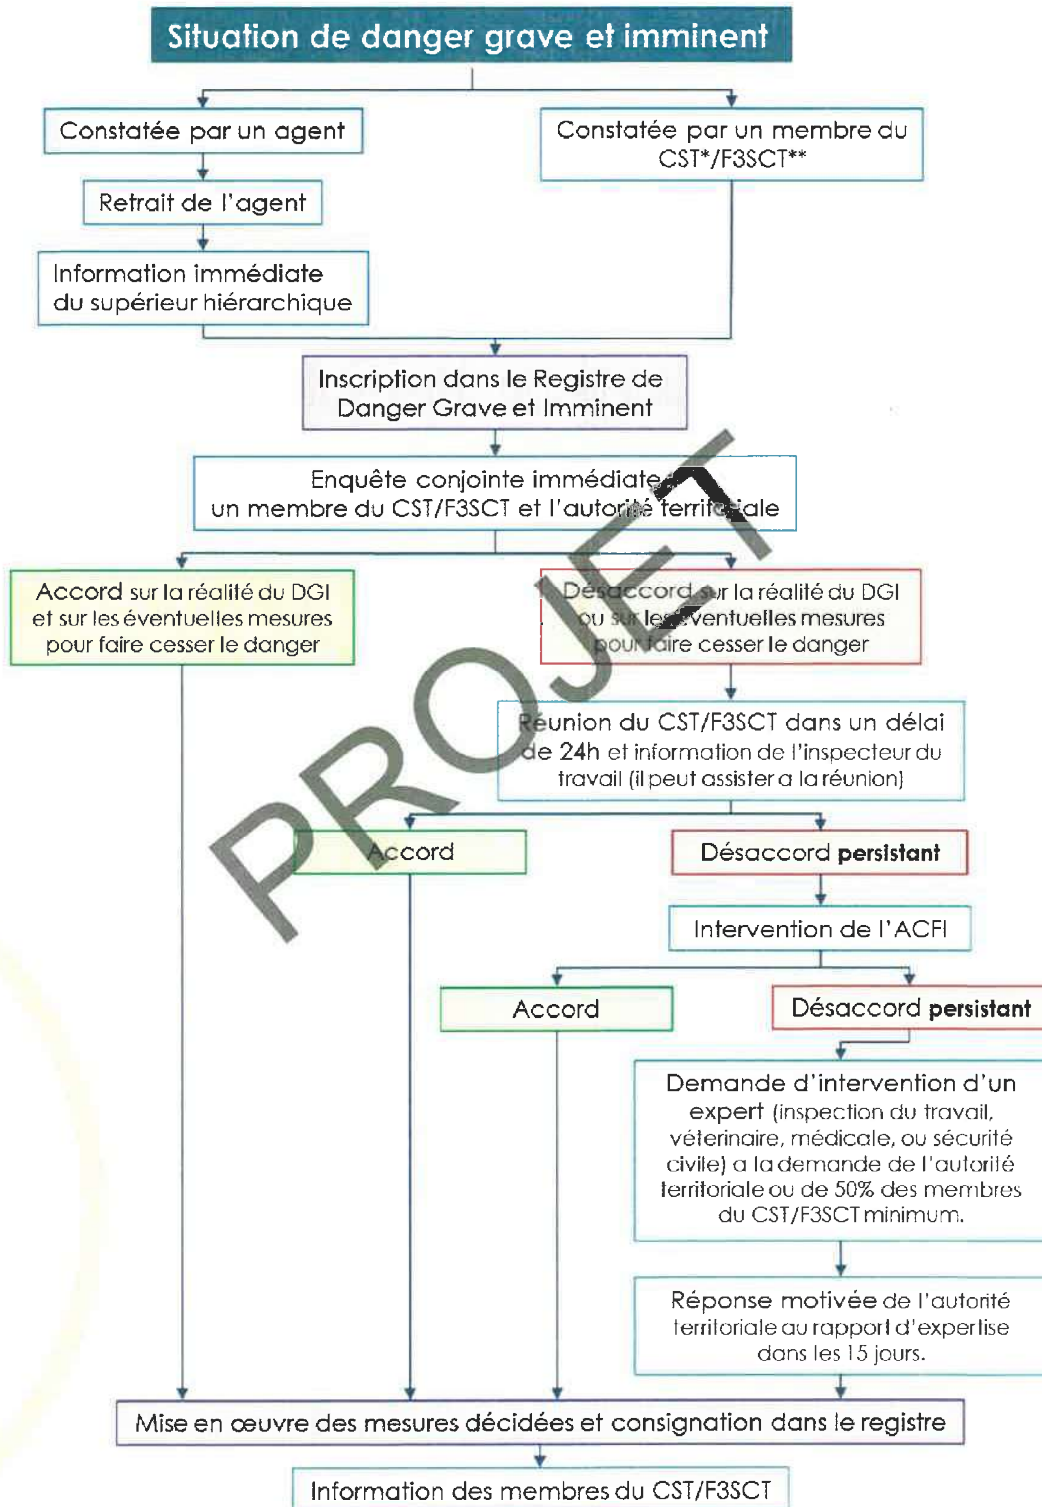 Situation de danger grave et imminent
Constatée par un agent
Constatée par un membre du
CST*/F3SCT**
Retrait de l'agent
Information immédiate
du supérieur hiérarchique
Inscription dans le Registre de
Danger Grave et Imminent
Enquête conjointe immédiate
un membre du CST/F3SCT et l'autorité territoriale
Accord sur la réalité du DGI
et sur les éventuelles mesures
pour faire cesser le danger
Désaccord sur la réalité du DGI
ou sur les éventuelles mesures
pour faire cesser le danger
Réunion du CST/F3SCT dans un délai
de 24h et information de l'inspecteur du
travail (il peut assister a la réunion)
Accord
Désaccord persistant
Intervention de l'ACFI
Accord
Désaccord persistant
Demande d'intervention d'un
expert (inspection du travail,
véterinaire, médicale, ou sécurité
civile) a la demande de l'autorité
territoriale ou de 50% des membres
du CST/F3SCT minimum.
Réponse motivée de l'autorité
territoriale au rapport d'expertise
dans les 15 jours.
Mise en œuvre des mesures décidées et consignation dans le registre
Information des membres du CST/F3SCT
PROJET